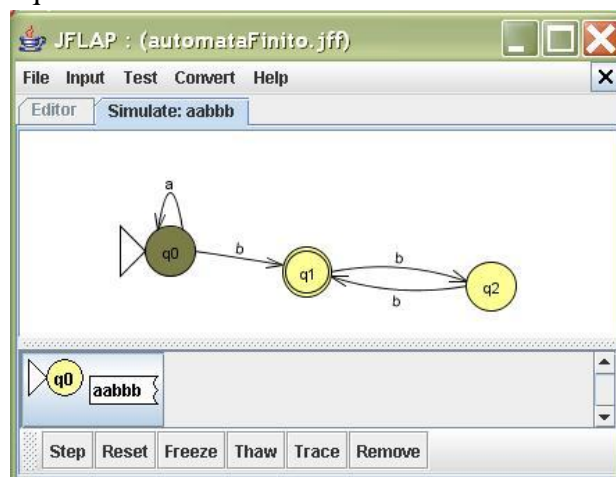 JFLAP : (automataFinito.jff)
File Input Test Convert Help
Editor Simulate: aabbb
a
q0
b
q1
b
b
q2
q0 aabbb
Step Reset Freeze Thaw Trace Remove